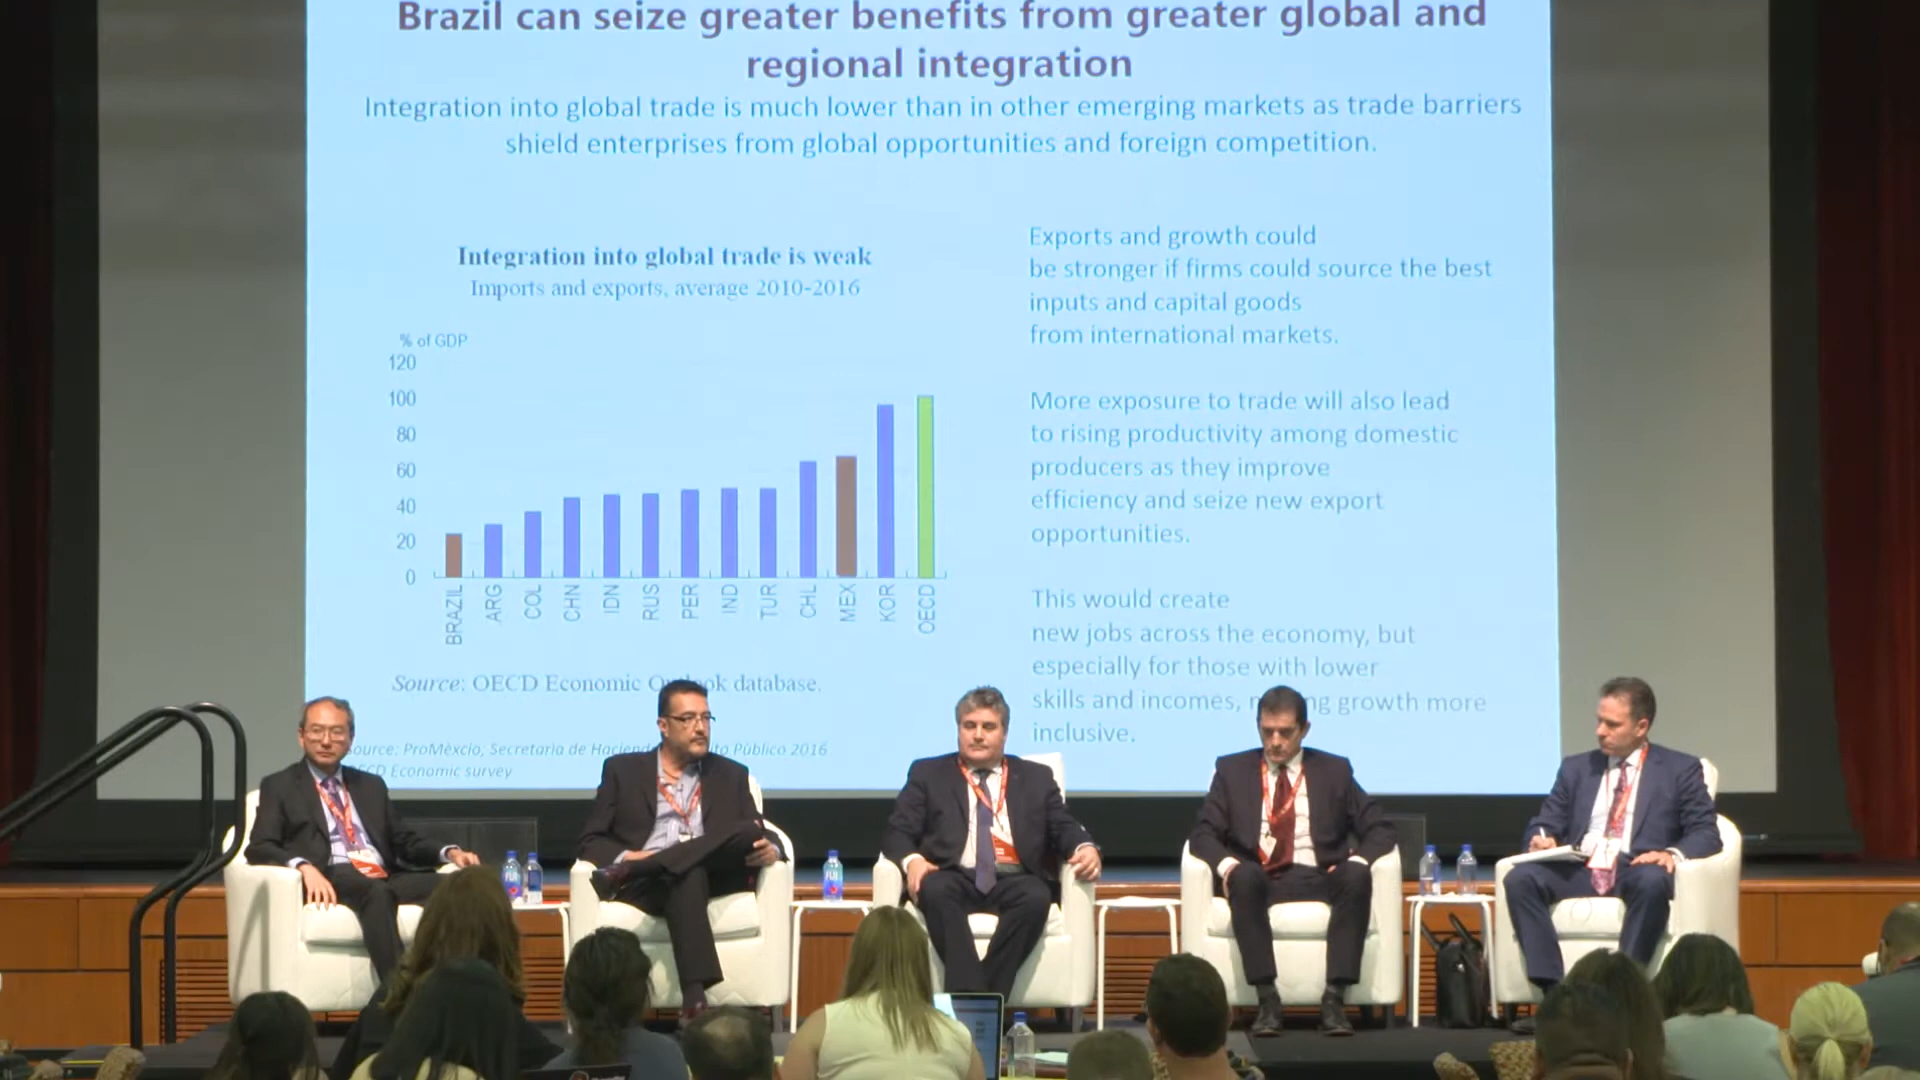 Brazil can seize greater benefits from greater global and
regional integration
Integration into global trade is much lower than in other emerging markets as trade barriers
shield enterprises from global opportunities and foreign competition.
Integration into global trade is weak
Imports and exports, average 2010-2016
% of GDP
120
100
80
60
40
20
0
BRAZIL
ARG
COL
CHN
IDN
RUS
PER
IND
TUR
CHL
MEX
KOR
OECD
Source: OECD Economic database.
ProMèxcio, Secretaria de Público 2016
Economic survey
Exports and growth could
be stronger if firms could source the best
inputs and capital goods
from international markets.
More exposure to trade will also lead
to rising productivity among domestic
producers as they improve
efficiency and seize new export
opportunities.
This would create
new jobs across the economy, but
especially for those with lower
skills and incomes, growth more
inclusive.
FIJI
FIJI